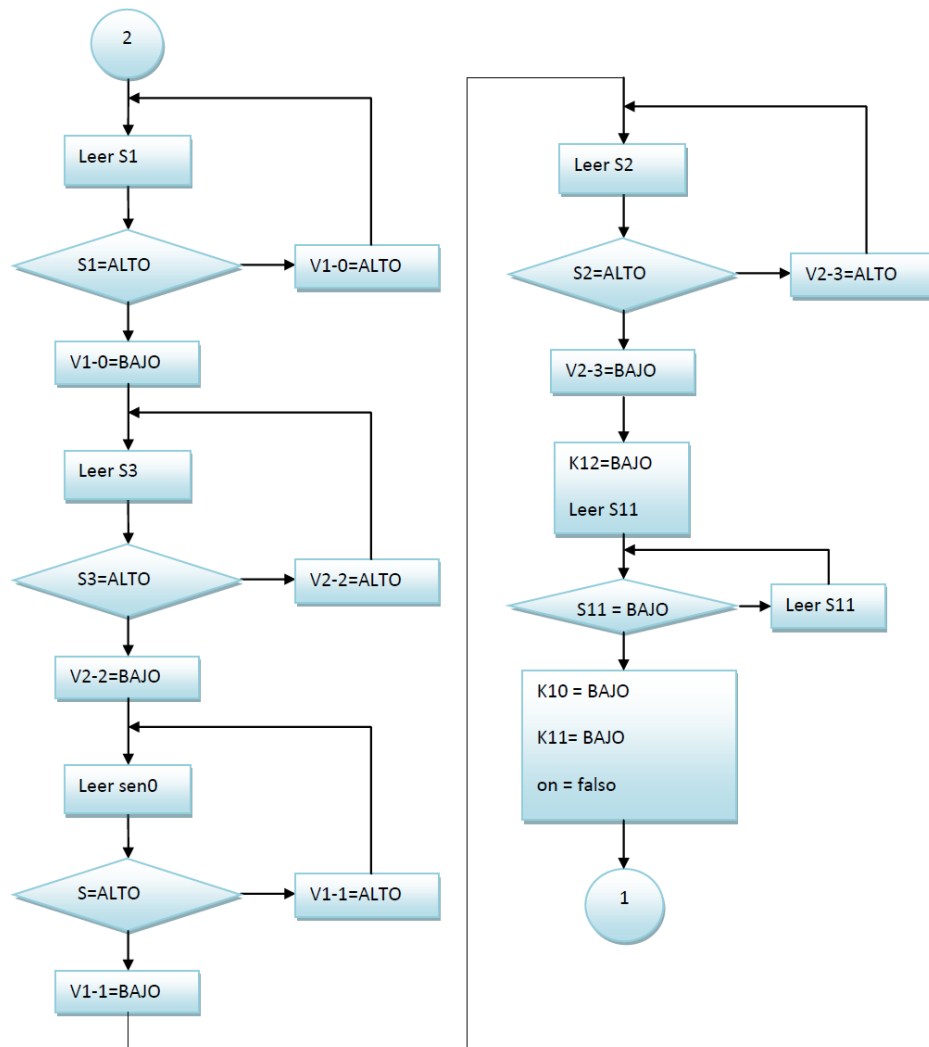 2
Leer S1
S1=ALTO
V1-0=ALTO
V1-0=BAJO
Leer S3
S3=ALTO
V2-2=ALTO
V2-2=BAJO
Leer sen0
S=ALTO
V1-1=ALTO
V1-1=BAJO
Leer S2
S2=ALTO
V2-3=ALTO
V2-3=BAJO
K12=BAJO
Leer S11
S11 = BAJO
Leer S11
K10 = BAJO
K11= BAJO
on = falso
1